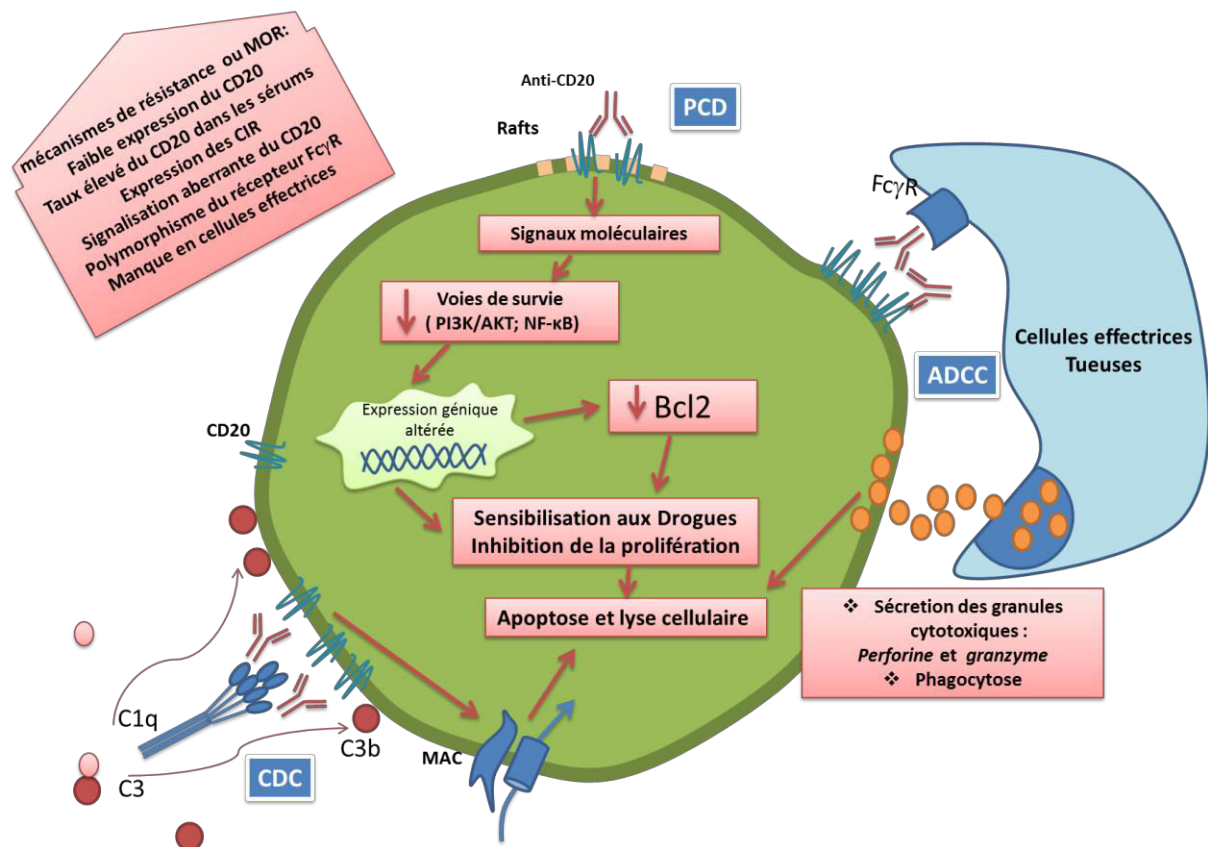 mécanismes de résistance ou MOR:
Faible expression du CD20
Taux élevé du CD20 dans les sérums
Expression des CIR
Signalisation aberrante du CD20
Polymorphisme du récepteur FcγR
Manque en cellules effectrices
Anti-CD20
PCD
Rafts
FcγR
Signaux moléculaires
Voies de survie
( PI3K/AKT; NF-κB)
Cellules effectrices
Tueuses
ADCC
Bcl2
Expression génique
altérée
CD20
Sensibilisation aux Drogues
Inhibition de la prolifération
Apoptose et lyse cellulaire
❖ Sécrétion des granules
cytotoxiques :
Perforine et granzyme
❖ Phagocytose
C1q
C3b
MAC
CDC
C3